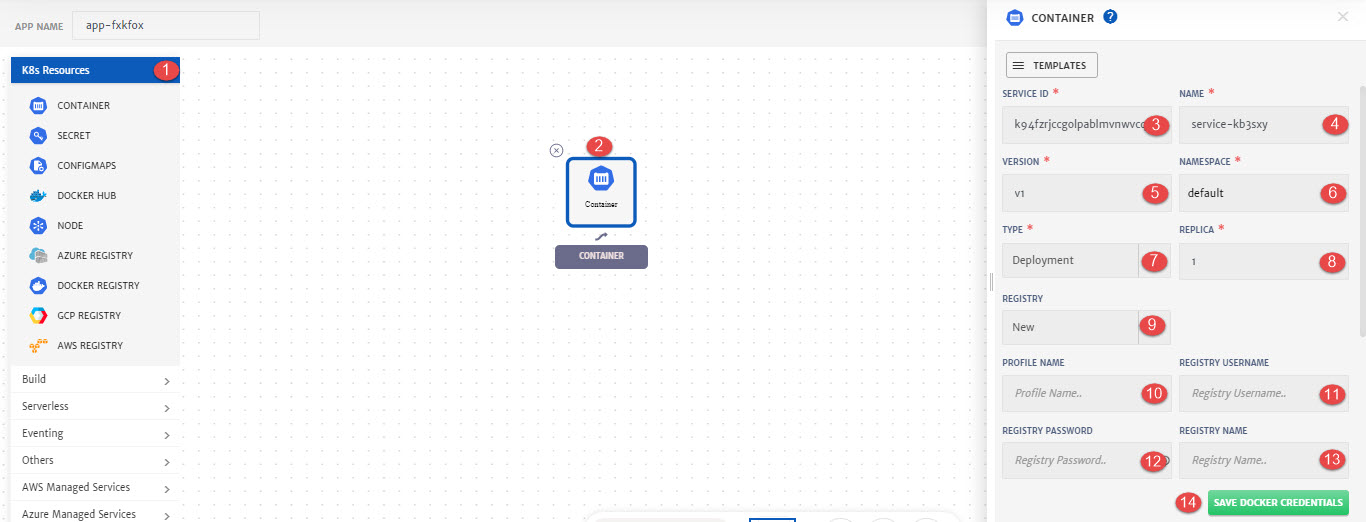 APP NAME
app-fxkfox
K8s Resources 1
CONTAINER
SECRET
CONFIGMAPS
DOCKER HUB
NODE
AZURE REGISTRY
DOCKER REGISTRY
GCP REGISTRY
AWS REGISTRY
Build
Serverless
Eventing
Others
AWS Managed Services
Azure Managed Services
2
Container
CONTAINER
CONTAINER ?
TEMPLATES
SERVICE ID * NAME *
3 service-kb3sxy 4
VERSION * NAMESPACE *
v1 5 default 6
TYPE * REPLICA *
Deployment 7 1 8
REGISTRY
New 9
PROFILE NAME REGISTRY USERNAME
Profile Name.. 10 Registry Username.. 11
REGISTRY PASSWORD REGISTRY NAME
Registry Password.. 12 Registry Name.. 13
14 SAVE DOCKER CREDENTIALS